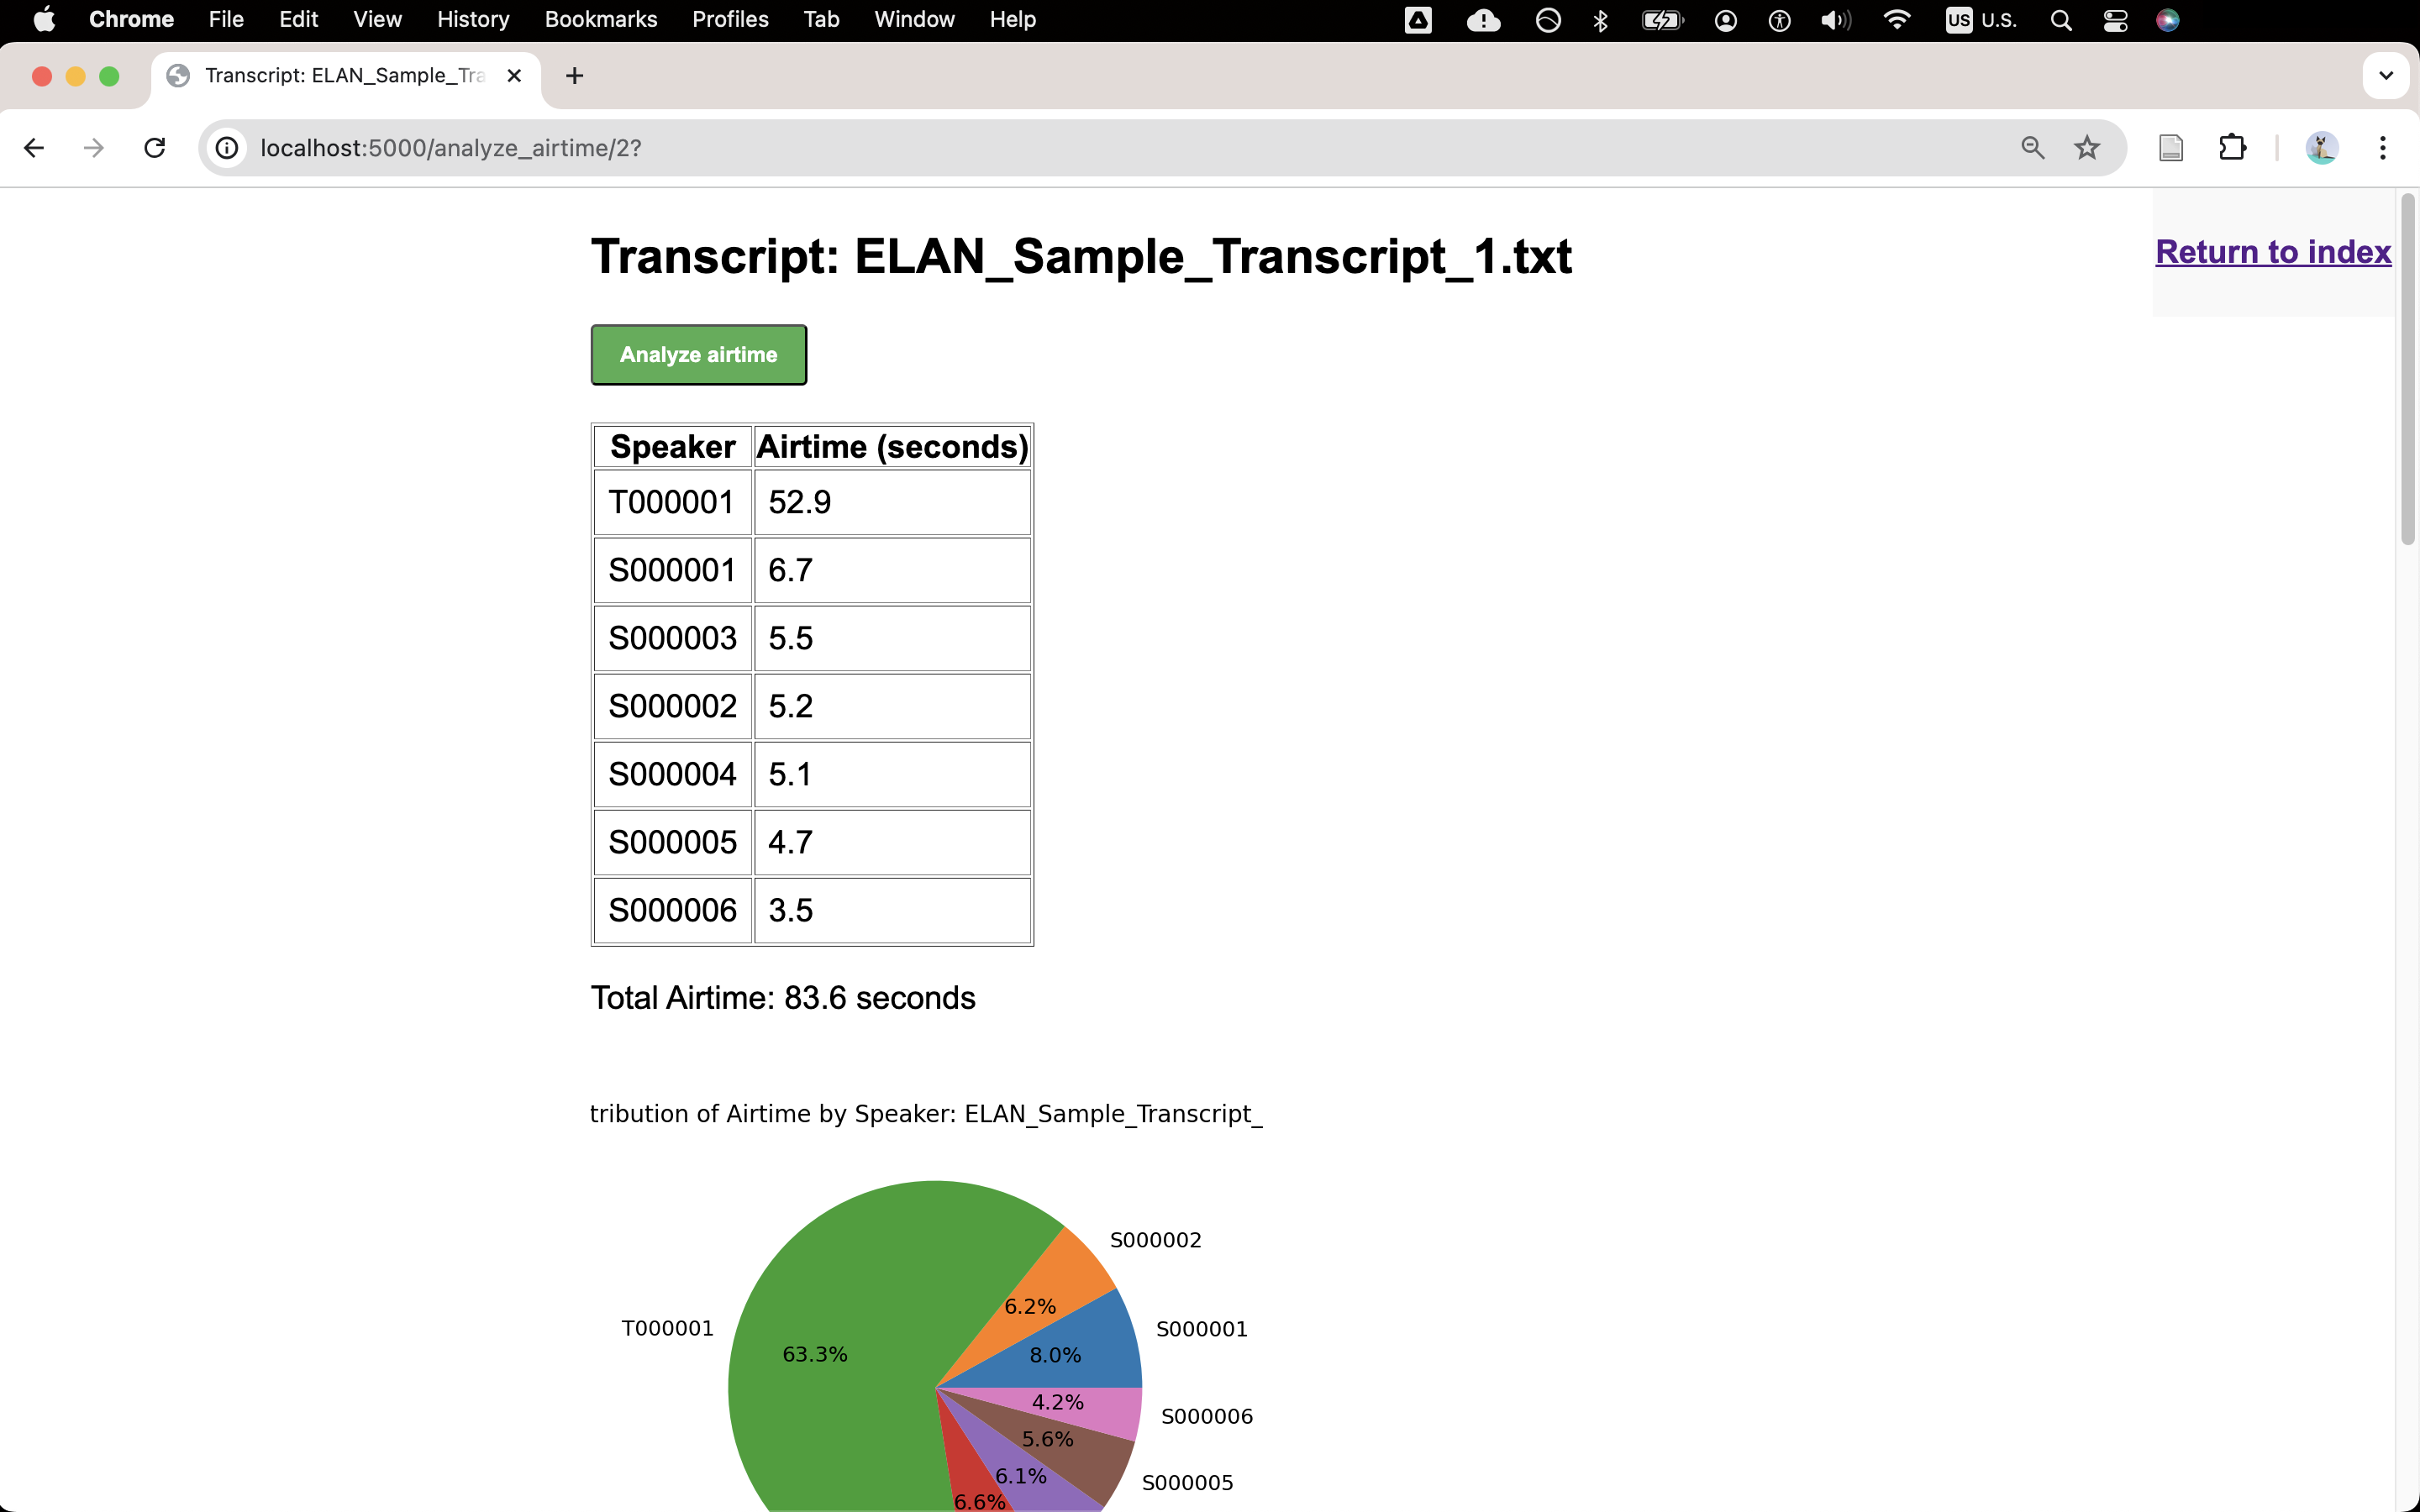 Chrome File Edit View History Bookmarks Profiles Tab Window Help US U.S.
Transcript: ELAN_Sample_Tra
localhost:5000/analyze_airtime/2?
Return to index
Transcript: ELAN_Sample_Transcript_1.txt
Analyze airtime
Speaker Airtime (seconds)
T000001 52.9
S000001 6.7
S000003 5.5
S000002 5.2
S000004 5.1
S000005 4.7
S000006 3.5
Total Airtime: 83.6 seconds
tribution of Airtime by Speaker: ELAN_Sample_Transcript_
S000002
6.2%
T000001
S000001
63.3%
8.0%
4.2%
S000006
5.6%
6.1%
S000005
6.6%